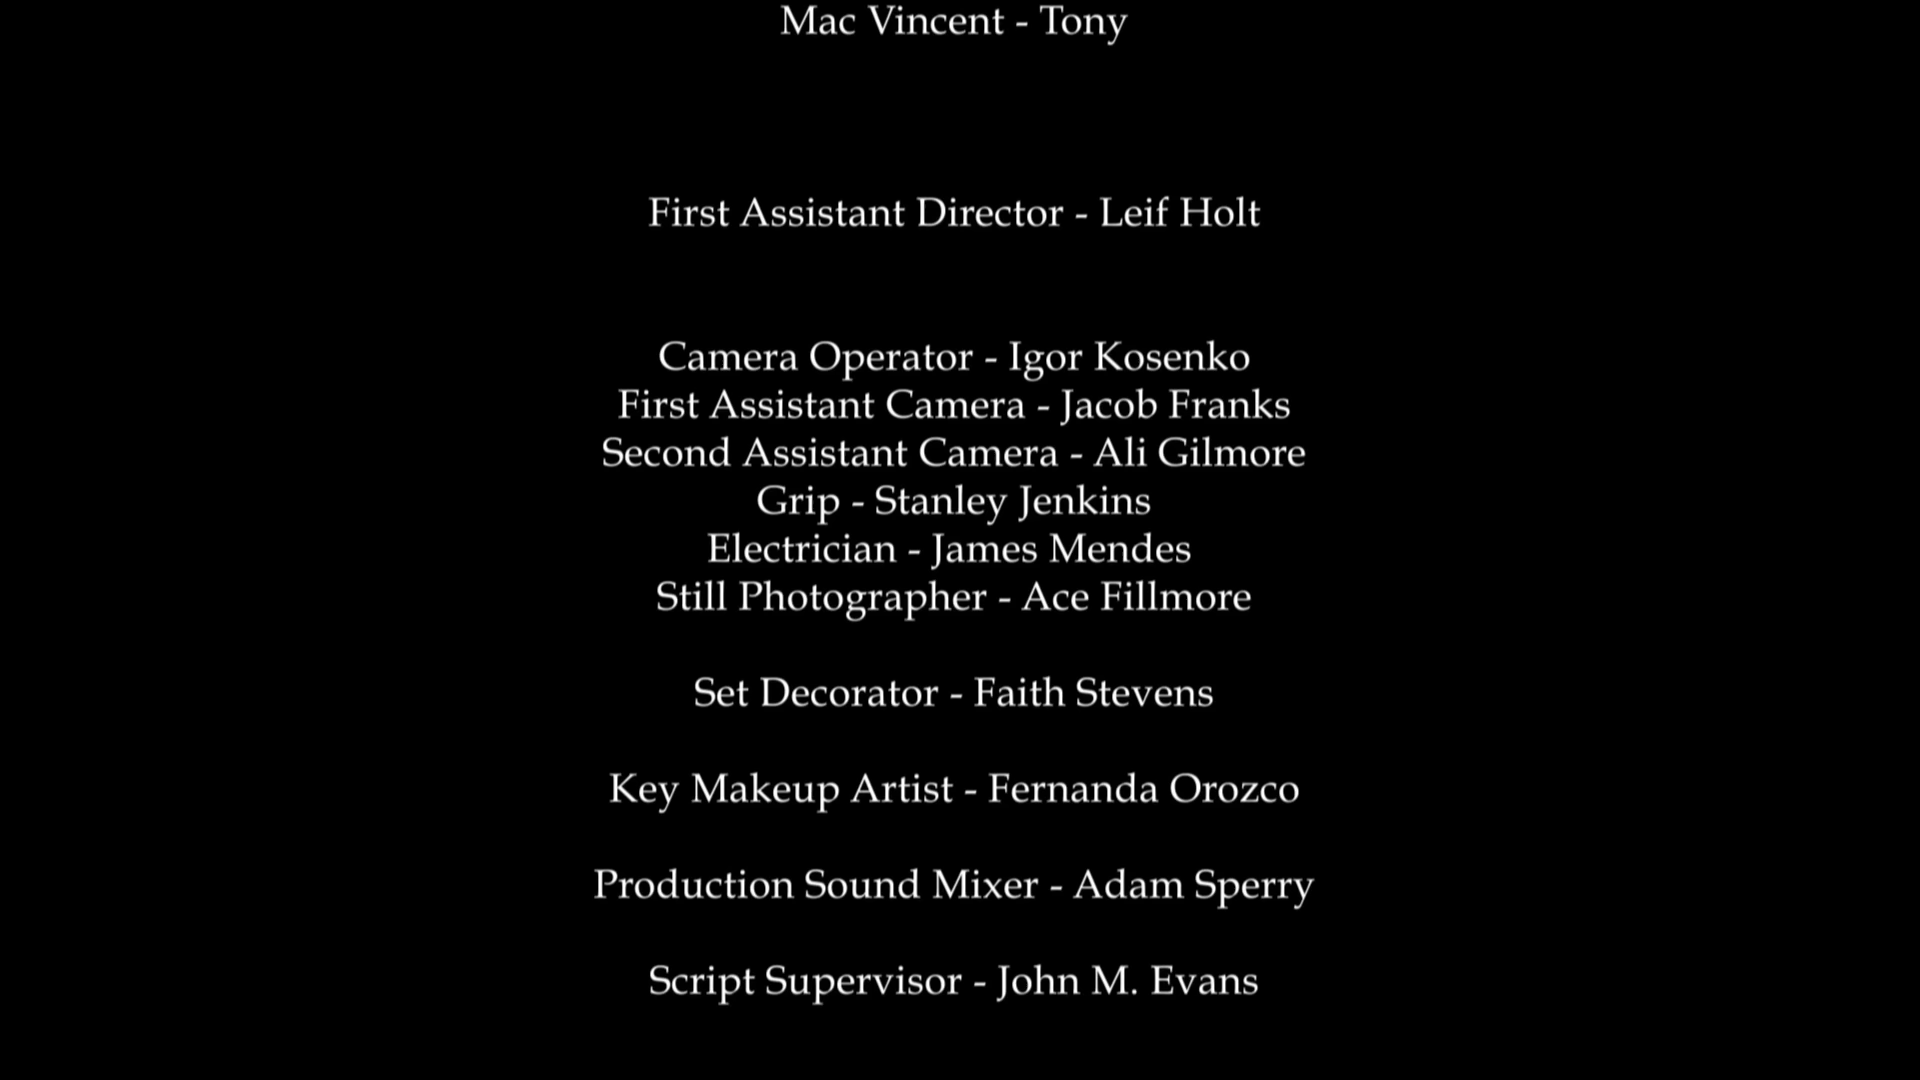 Mac Vincent - Tony
First Assistant Director - Leif Holt
Camera Operator - Igor Kosenko
First Assistant Camera - Jacob Franks
Second Assistant Camera - Ali Gilmore
Grip - Stanley Jenkins
Electrician - James Mendes
Still Photographer - Ace Fillmore
Set Decorator - Faith Stevens
Key Makeup Artist - Fernanda Orozco
Production Sound Mixer - Adam Sperry
Script Supervisor - John M. Evans